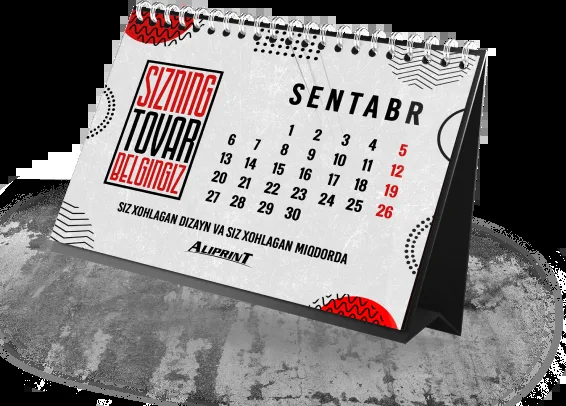 SIZNING
TOVAR
BELGINGIZ
SENTABR
1 2 3 4 5
6 7 8 9 10 11 12
13 14 15 16 17 18 19
20 21 22 23 24 25 26
27 28 29 30
SIZ XOHLAGAN DIZAYN VA SIZ XOHLAGAN MIQDORDA
ALIPRINT